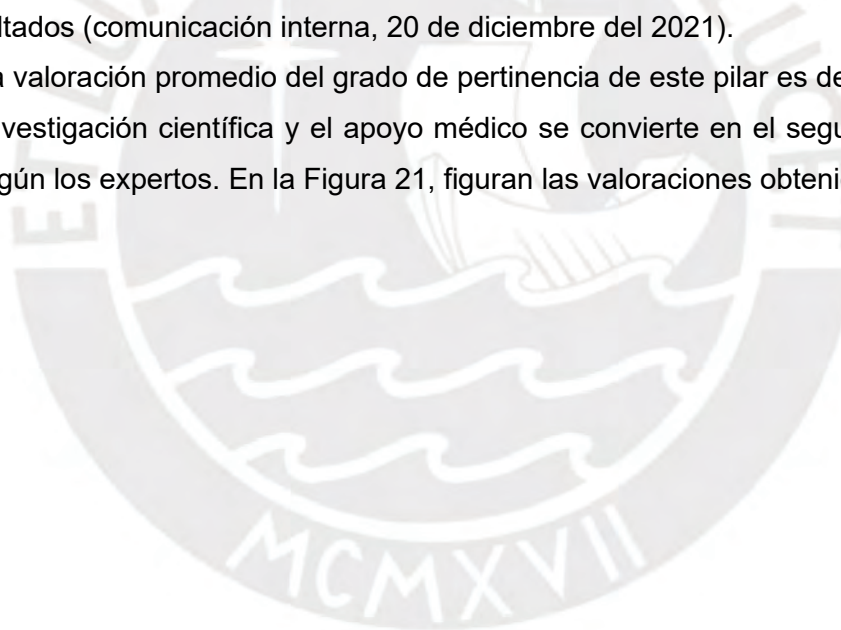 ltados (comunicación interna, 20 de diciembre del 2021).
a valoración promedio del grado de pertinencia de este pilar es de
vestigación científica y el apoyo médico se convierte en el segu
gún los expertos. En la Figura 21, figuran las valoraciones obteni
MCMXVII